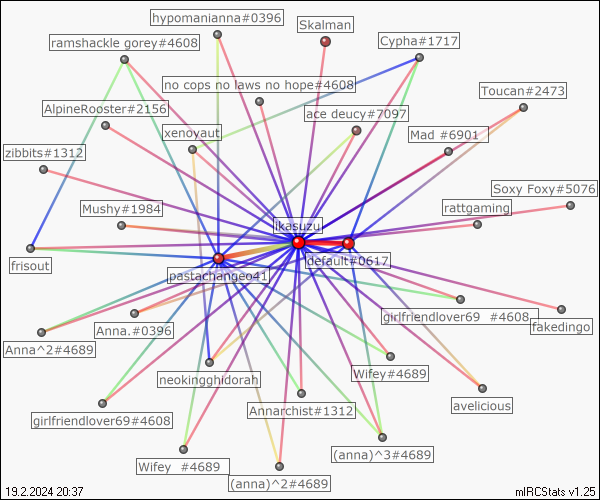 hypomanianna#0396
Skalman
ramshackle gorey#4608
Cypha#1717
no cops no laws no hope#4608
Toucan#2473
AlpineRooster#2156
ace deucy#7097
xenoyaut
Mad #6901
zibbits#1312
Soxy Foxy#5076
Mushy#1984
rattgaming
ikasuzu
frisout
default#0617
pastachangeo41
girlfriendlover69 #4608
Anna.#0396
fakedingo
Anna^2#4689
Wifey#4689
neokingghidorah
avelicious
Annarchist#1312
girlfriendlover69#4608
(anna)^3#4689
Wifey #4689
(anna)^2#4689
19.2.2024 20:37
mIRCStats v1.25